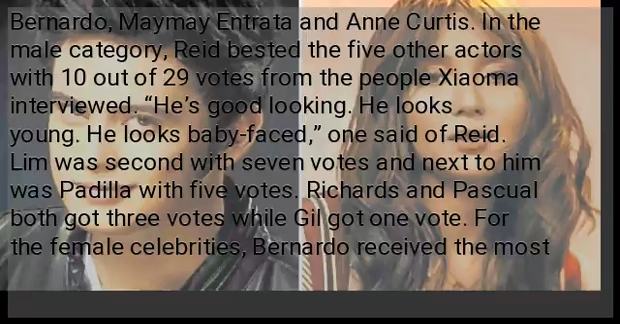 Bernardo, Maymay Entrata and Anne Curtis. In the
male category, Reid bested the five other actors
with 10 out of 29 votes from the people Xiaoma
interviewed. “He’s good looking. He looks
young. He looks baby-faced,” one said of Reid.
Lim was second with seven votes and next to him
was Padilla with five votes. Richards and Pascual
both got three votes while Gil got one vote. For
the female celebrities, Bernardo received the most